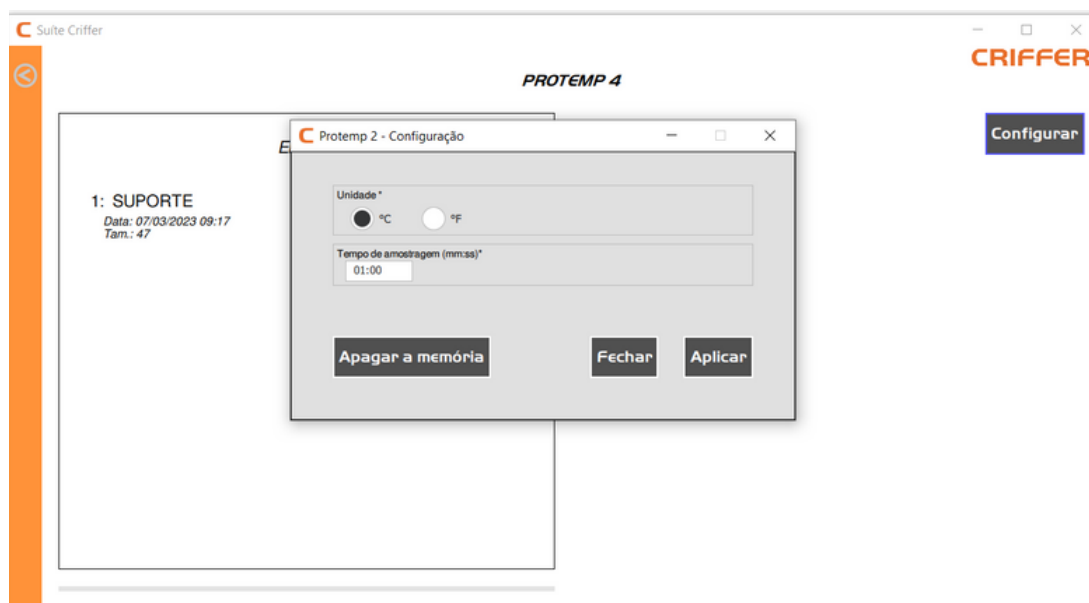 Suíte Criffer
CRIFFER
PROTEMP 4
Configurar
E
Protemp 2 - Configuração
1: SUPORTE
Data: 07/03/2023 09:17
Tam.: 47
Unidade*
ºC ºF
Tempo de amostragem (mm:ss)*
01:00
Apagar a memória Fechar Aplicar